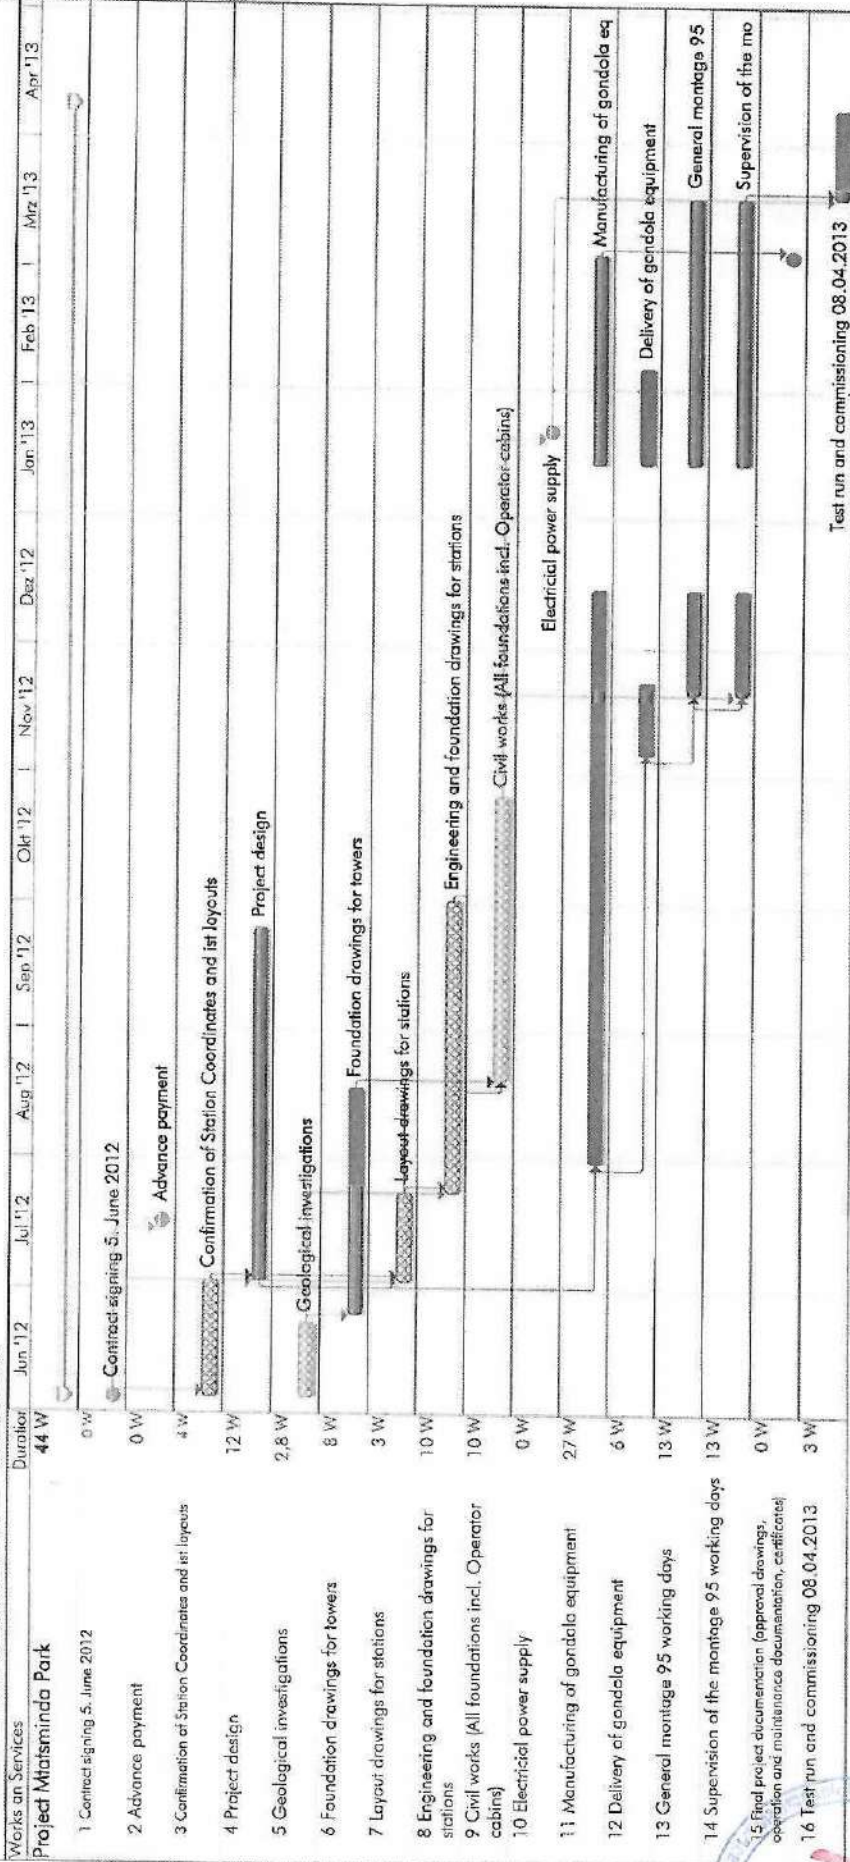 Works an Services
Duration
Jun '12
Jul '12
Aug '12
Sep '12
Okt '12
Nov '12
Dez '12
Jan '13
Feb '13
Mrz '13
Apr '13
Project Mtatsminda Park
44 W
1 Contract signing 5. June 2012
0 W
Contract signing 5. June 2012
2 Advance payment
0 W
Advance payment
3 Confirmation of Station Coordinates and ist layouts
4 W
Confirmation of Station Coordinates and ist layouts
4 Project design
12 W
Project design
5 Geological investigations
2,8 W
Geological investigations
6 Foundation drawings for towers
8 W
Foundation drawings for towers
7 Layout drawings for stations
3 W
Layout drawings for stations
8 Engineering and foundation drawings for
stations
10 W
Engineering and foundation drawings for stations
9 Civil works (All foundations incl. Operator
cabins)
10 W
Civil works (All foundations incl. Operator cabins)
10 Electricial power supply
0 W
Electricial power supply
11 Manufacturing of gondola equipment
27 W
Manufacturing of gondola eq
12 Delivery of gondola equipment
6 W
Delivery of gondola equipment
13 General montage 95 working days
13 W
General montage 95
14 Supervision of the montage 95 working days
13 W
Supervision of the mo
15 Final project documentation (approval drawings,
operation and maintenance documentation, certificates)
0 W
16 Test run and commissioning 08.04.2013
3 W
Test run and commissioning 08.04.2013